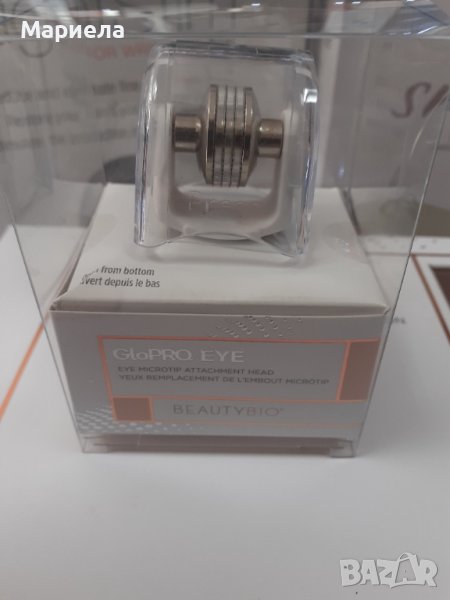 Мариела
from bottom
vert depuis le bas
GloPRO EYE
EYE MICROTIP ATTACHMENT HEAD
YEUX REMPLACEMENT DE L'EMBOUT MICROTIP
BEAUTYBIO®
BAZAR